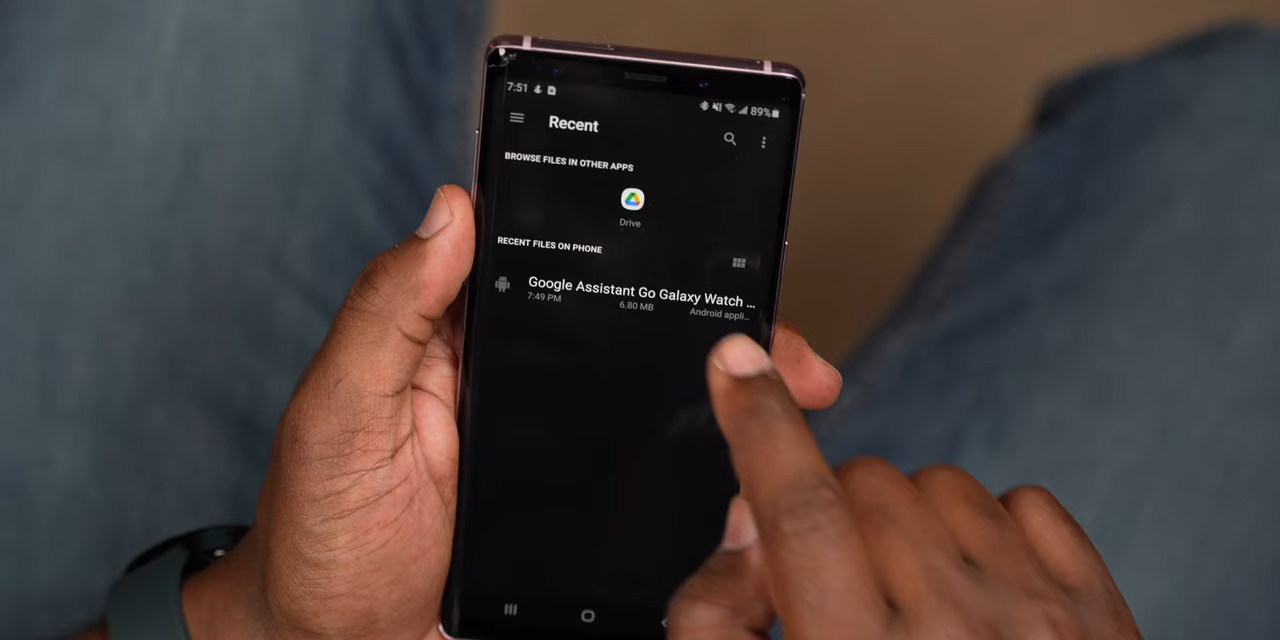 7:51
89%
Recent
BROWSE FILES IN OTHER APPS
Drive
RECENT FILES ON PHONE
Google Assistant Go Galaxy Watch ...
7:49 PM 6.80 MB Android appli...